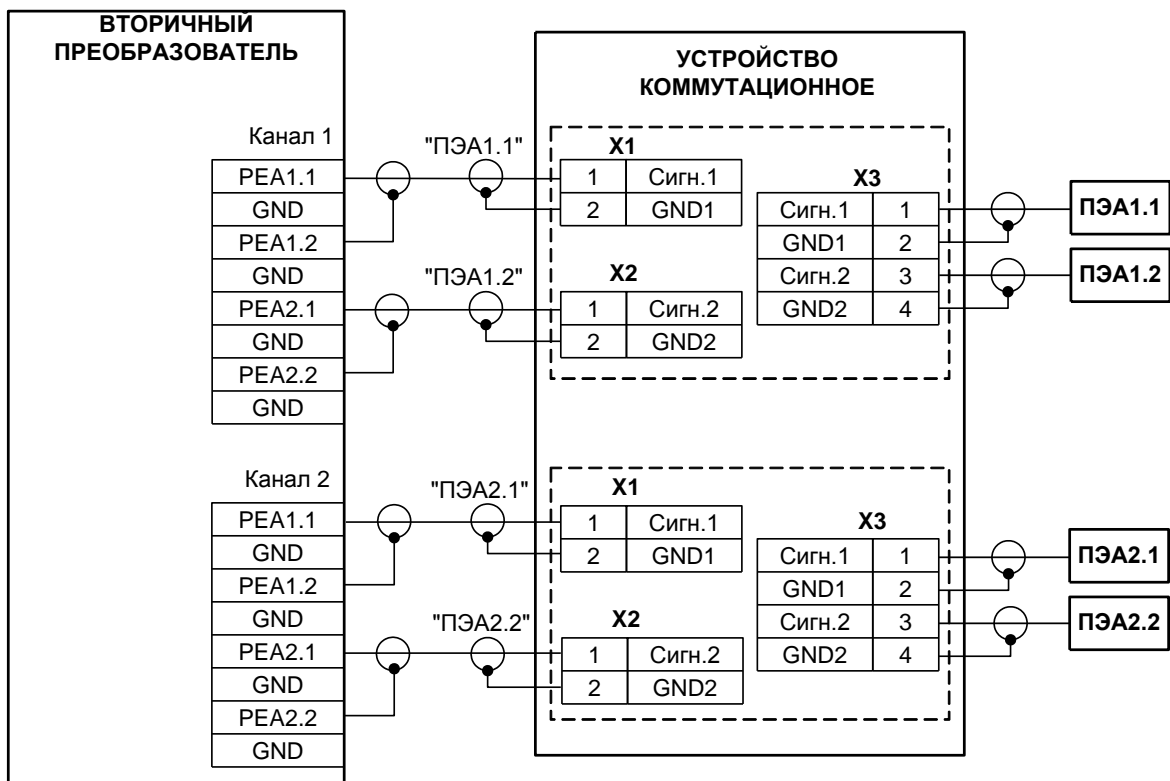 ВТОРИЧНЫЙ
ПРЕОБРАЗОВАТЕЛЬ
УСТРОЙСТВО
КОММУТАЦИОННОЕ
Канал 1
PEA1.1
GND
PEA1.2
GND
PEA2.1
GND
PEA2.2
GND
"ПЭА1.1"
"ПЭА1.2"
X1
1 Сигн.1
2 GND1
X2
1 Сигн.2
2 GND2
X3
Сигн.1 1
GND1 2
Сигн.2 3
GND2 4
ПЭА1.1
ПЭА1.2
Канал 2
PEA1.1
GND
PEA1.2
GND
PEA2.1
GND
PEA2.2
GND
"ПЭА2.1"
"ПЭА2.2"
X1
1 Сигн.1
2 GND1
X2
1 Сигн.2
2 GND2
X3
Сигн.1 1
GND1 2
Сигн.2 3
GND2 4
ПЭА2.1
ПЭА2.2